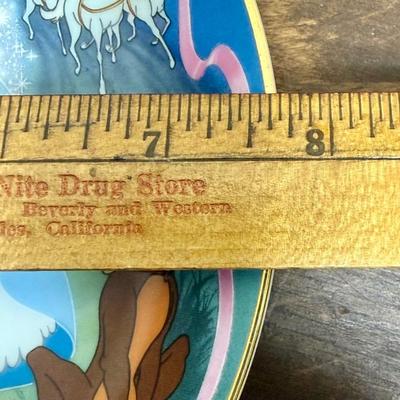 7 8
Nite Drug Store
Beverly and Western
les, California